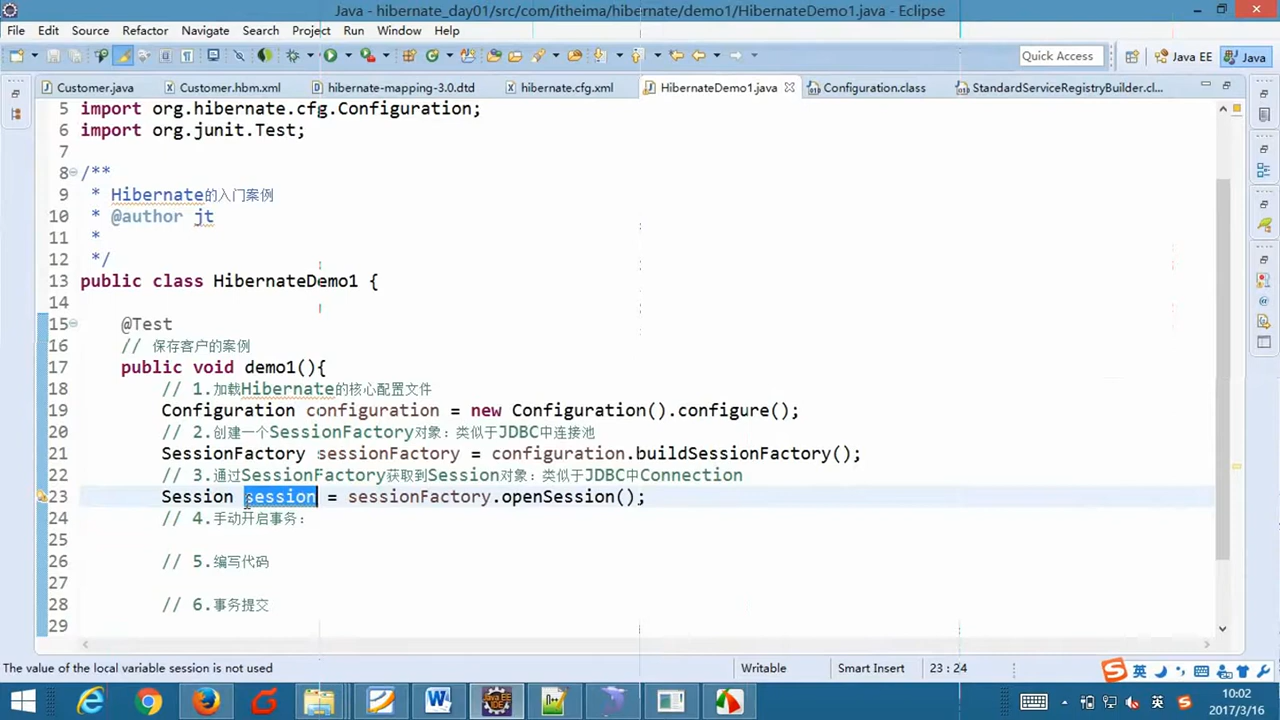 Java - hibernate_day01/src/com/itheima/hibernate/demo1/HibernateDemo1.java - Eclipse
File Edit Source Refactor Navigate Search Project Run Window Help
Quick Access Java EE Java
Customer.java Customer.hbm.xml hibernate-mapping-3.0.dtd hibernate.cfg.xml HibernateDemo1.java Configuration.class StandardServiceRegistryBuilder.cl...
5 import org.hibernate.cfg.Configuration;
6 import org.junit.Test;
7
8 /**
9 * Hibernate的入门案例
10 * @author jt
11 *
12 */
13 public class HibernateDemo1 {
14
15 @Test
16 // 保存客户的案例
17 public void demo1(){
18 // 1.加载Hibernate的核心配置文件
19 Configuration configuration = new Configuration().configure();
20 // 2.创建一个SessionFactory对象：类似于JDBC中连接池
21 SessionFactory sessionFactory = configuration.buildSessionFactory();
22 // 3.通过SessionFactory获取到Session对象：类似于JDBC中Connection
23 Session session = sessionFactory.openSession();
24 // 4.手动开启事务：
25
26 // 5.编写代码
27
28 // 6.事务提交
29
The value of the local variable session is not used Writable Smart Insert 23 : 24
英
英 10:02
2017/3/16